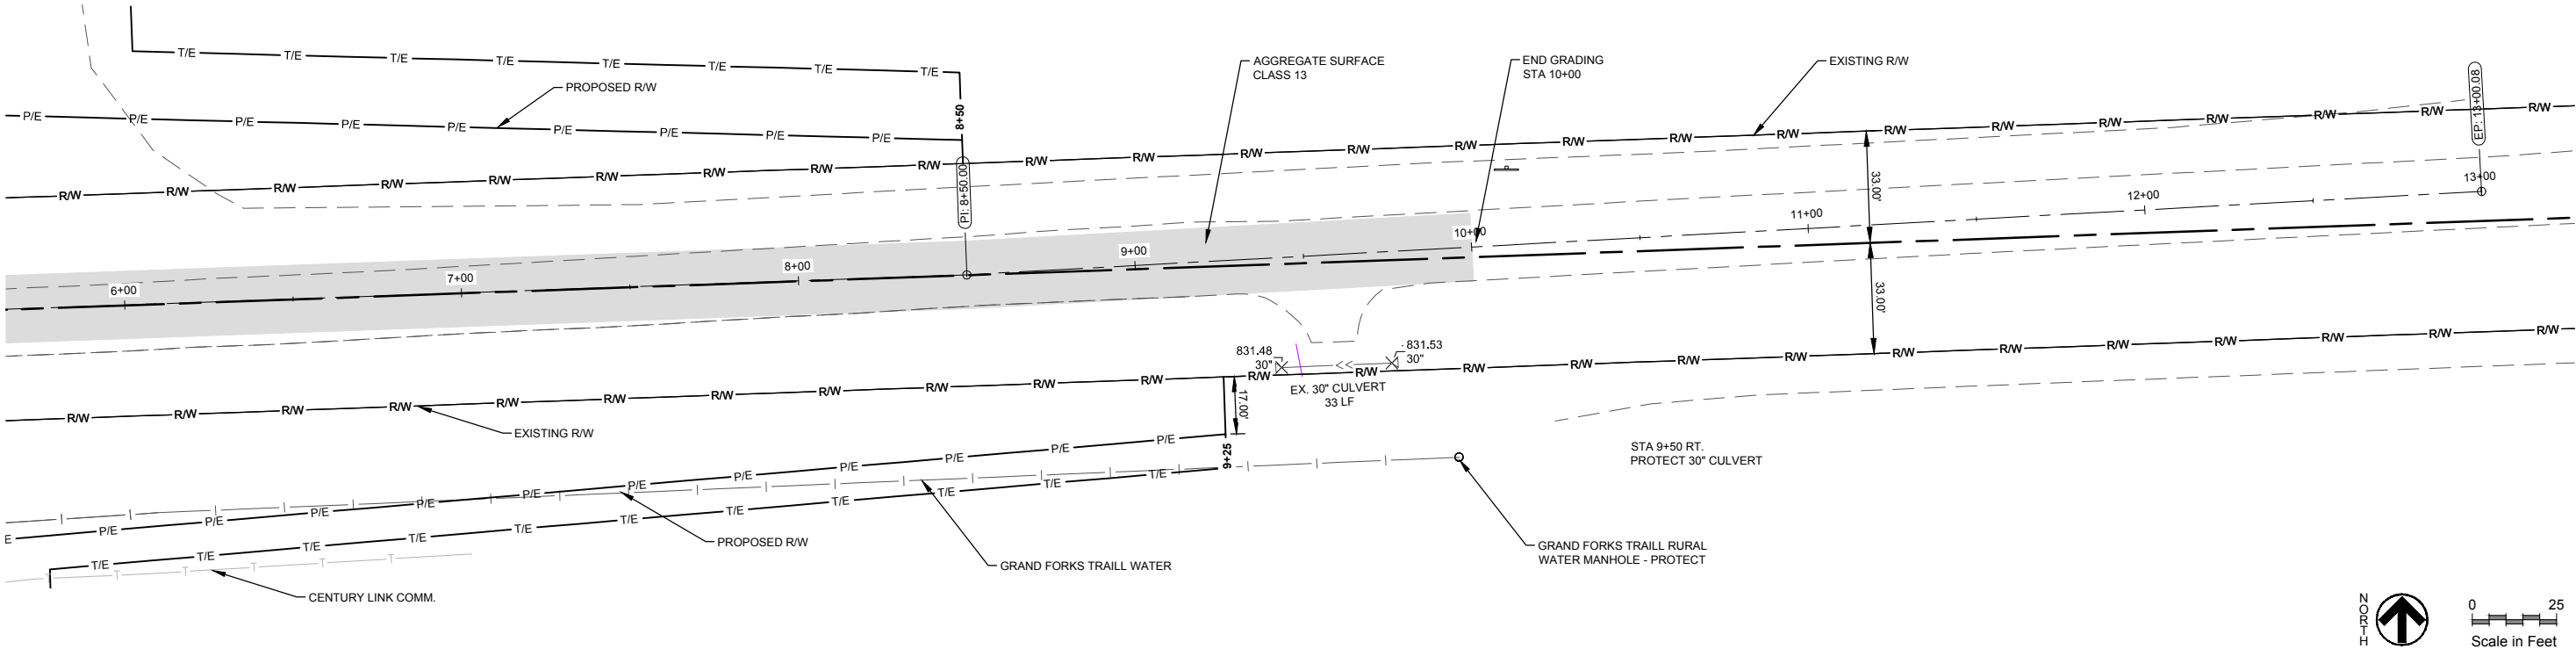 T/E T/E T/E T/E T/E T/E T/E T/E
PROPOSED R/W
P/E P/E P/E P/E P/E P/E P/E P/E P/E
8+50
PI: 8+50.00
AGGREGATE SURFACE
CLASS 13
END GRADING
STA 10+00
EXISTING R/W
EP: 13+00.08
R/W R/W R/W R/W R/W R/W R/W R/W R/W R/W R/W R/W R/W R/W R/W R/W R/W R/W R/W R/W R/W R/W R/W R/W
6+00
7+00
8+00
9+00
10+00
11+00
12+00
13+00
33.00'
33.00'
831.48
30"
831.53
30"
<<
EX. 30" CULVERT
33 LF
R/W R/W R/W R/W R/W R/W R/W R/W R/W R/W R/W R/W R/W R/W R/W R/W R/W R/W R/W R/W R/W R/W R/W R/W
EXISTING R/W
17.00'
9+25
STA 9+50 RT.
PROTECT 30" CULVERT
E P/E P/E P/E P/E P/E P/E P/E P/E P/E P/E P/E
T/E T/E T/E T/E T/E T/E T/E T/E T/E T/E T/E
PROPOSED R/W
GRAND FORKS TRAILL WATER
GRAND FORKS TRAILL RURAL
WATER MANHOLE - PROTECT
T T T T T T
CENTURY LINK COMM.
NORTH
0 25
Scale in Feet